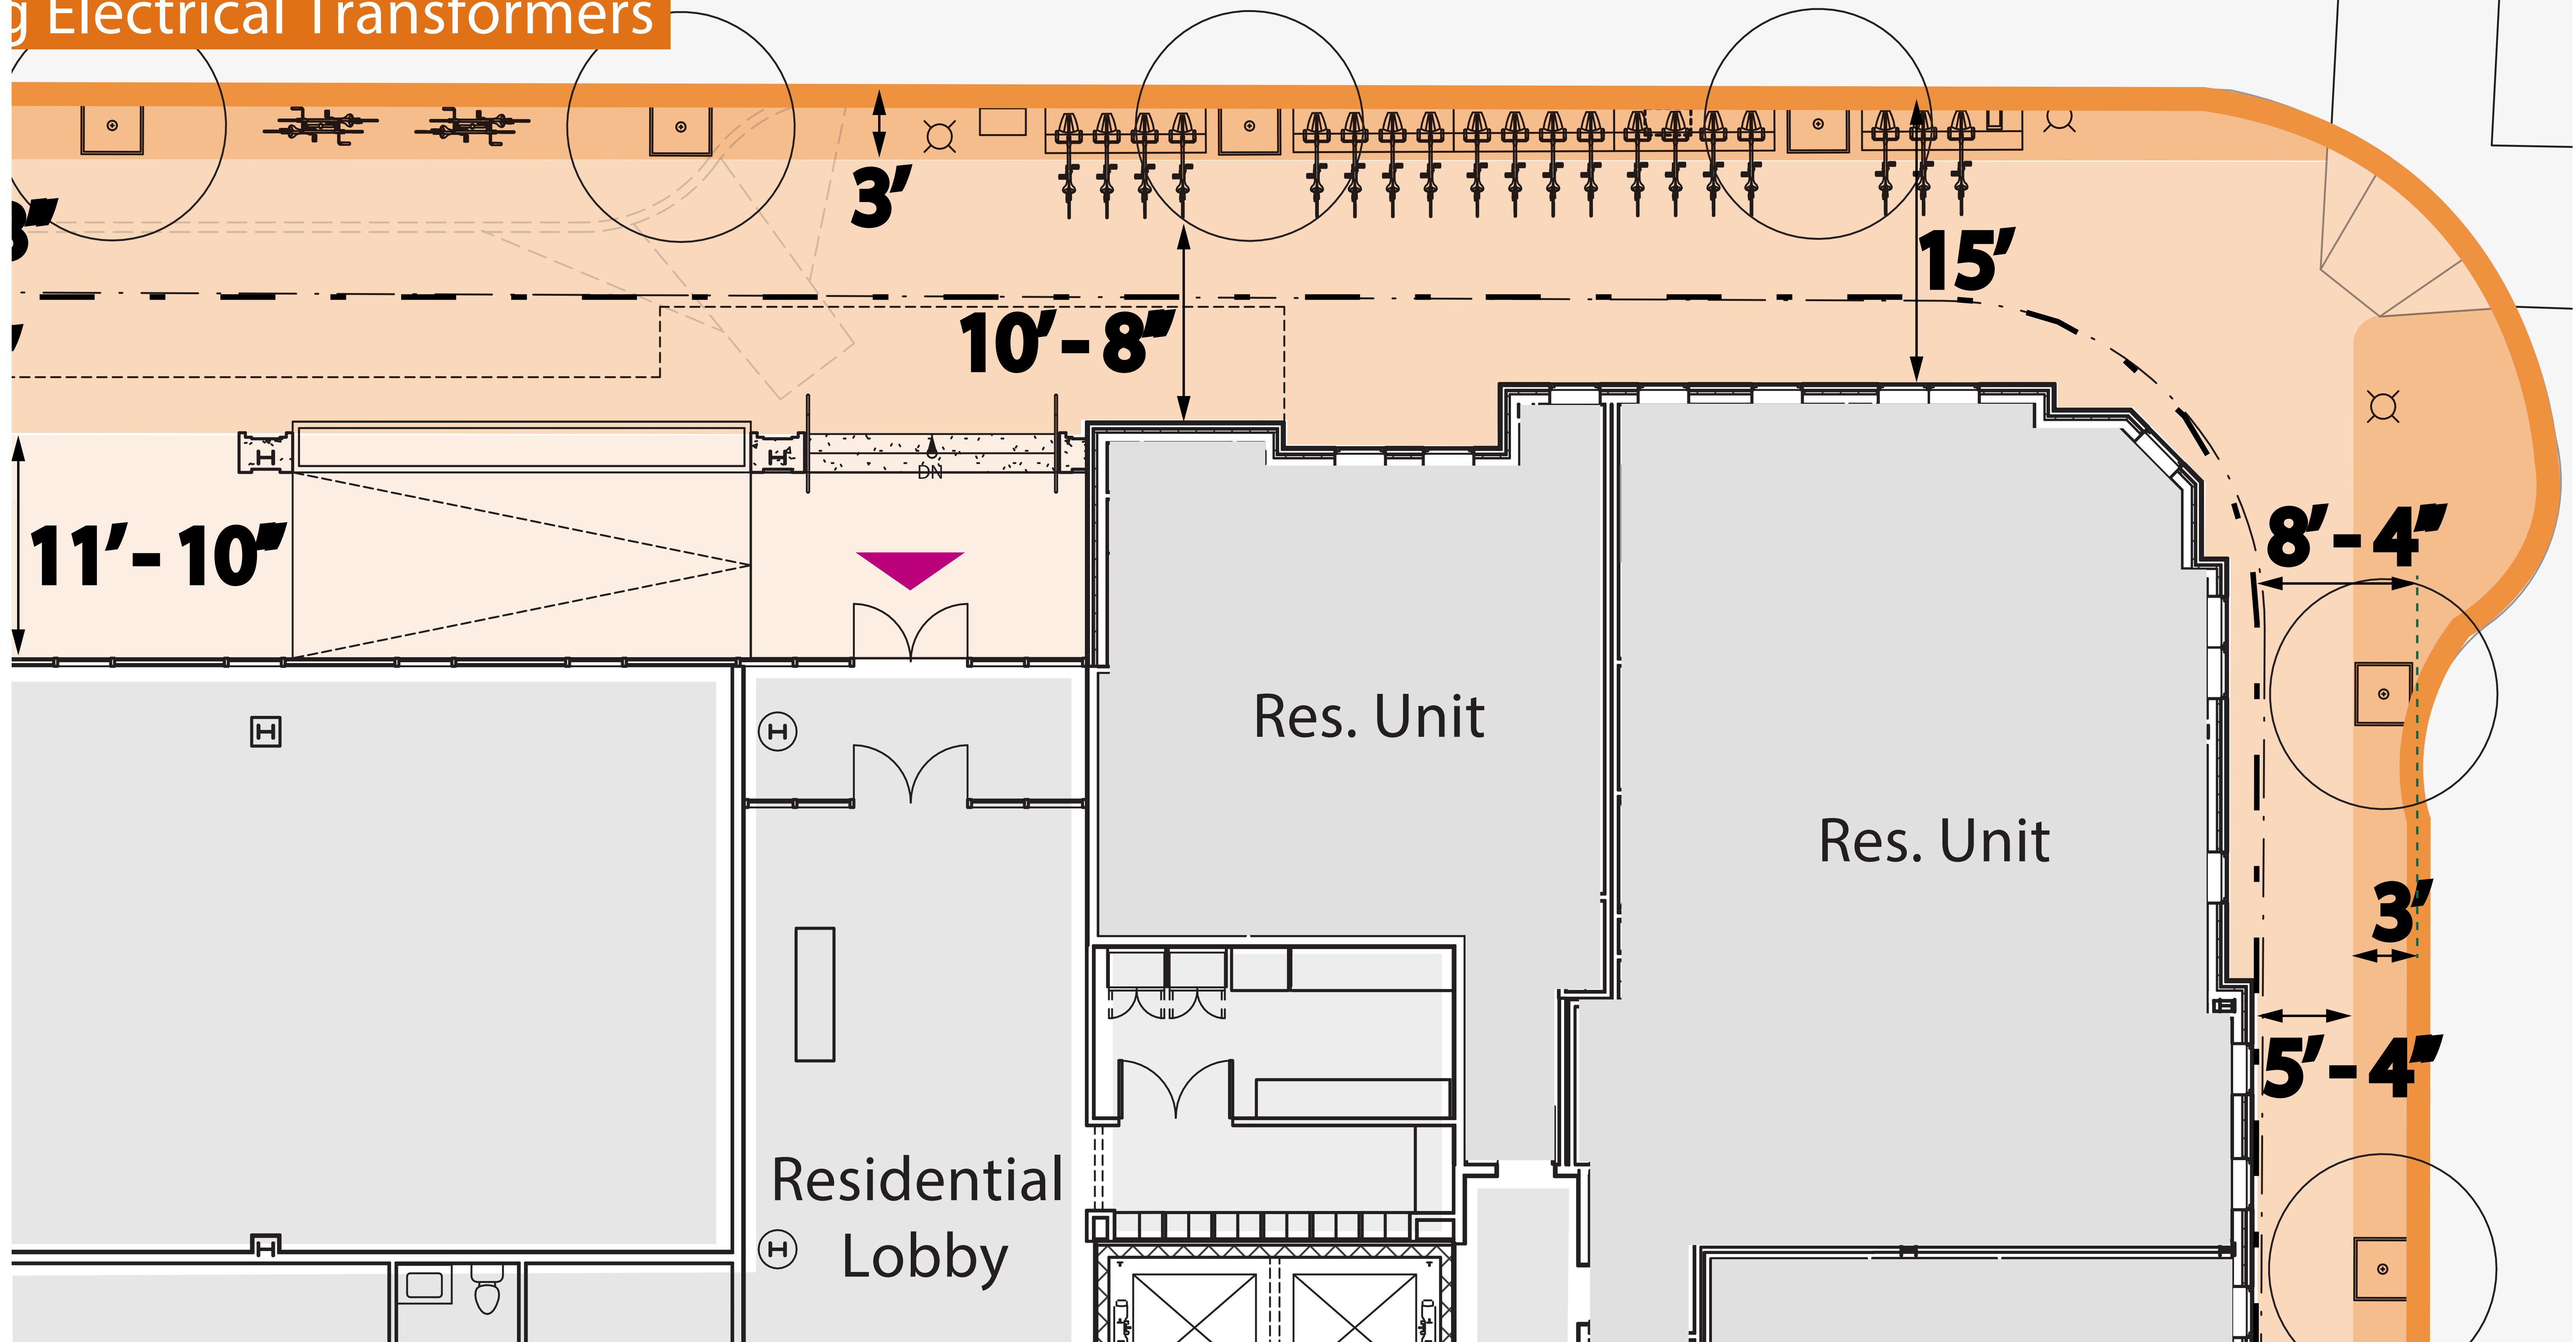 g Electrical Transformers
3'
15'
10' - 8"
DN
11' - 10"
8' - 4"
Res. Unit
Res. Unit
3'
5' - 4"
Residential
Lobby